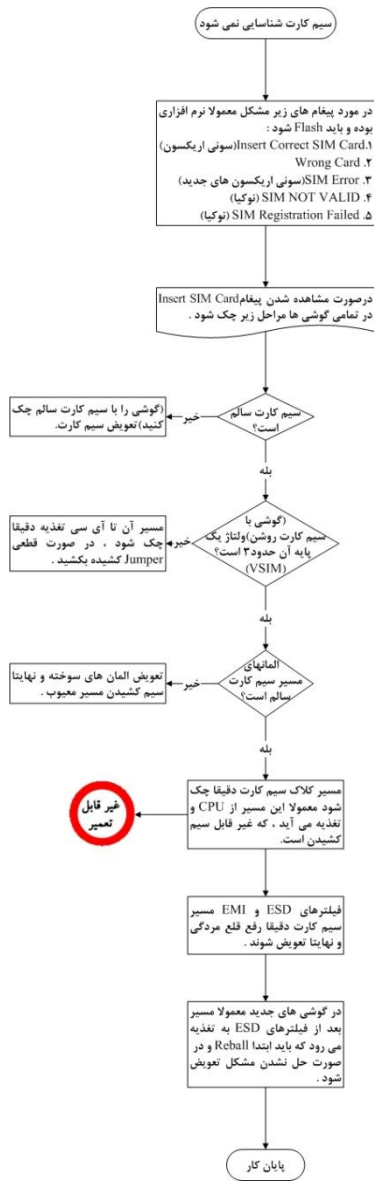 سیم کارت شناسایی نمی شود
در مورد پیغام های زیر مشکل معمولا نرم افزاری
بوده و باید Flash شود :
۱.Insert Correct SIM Card(سونی اریکسون)
۲. Wrong Card
۳. SIM Error(سونی اریکسون های جدید)
۴. SIM NOT VALID (نوکیا)
۵. SIM Registration Failed (نوکیا)
درصورت مشاهده شدن پیغامInsert SIM Card
در تمامی گوشی ها مراحل زیر چک شود .
سیم کارت سالم
است؟
خیر
(گوشی را با سیم کارت سالم چک
کنید)تعویض سیم کارت.
بله
(گوشی با
سیم کارت روشن)ولتاژ یک
پایه آن حدود۳ است؟
(VSIM)
خیر
مسیر آن تا آی سی تغذیه دقیقا
چک شود ، در صورت قطعی
Jumper کشیده بکشید .
بله
المانهای
مسیر سیم کارت
سالم است؟
خیر
تعویض المان های سوخته و نهایتا
سیم کشیدن مسیر معیوب .
بله
مسیر کلاک سیم کارت دقیقا چک
شود معمولا این مسیر از CPU و
تغذیه می آید ، که غیر قابل سیم
کشیدن است.
غیر قابل
تعمیر
فیلترهای ESD و EMI مسیر
سیم کارت دقیقا رفع قلع مردگی
و نهایتا تعویض شوند .
در گوشی های جدید معمولا مسیر
بعد از فیلترهای ESD به تغذیه
می رود که باید ابتدا Reball و در
صورت حل نشدن مشکل تعویض
شود .
پایان کار